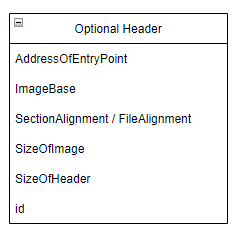 Optional Header
AddressOfEntryPoint
ImageBase
SectionAlignment / FileAlignment
SizeOfImage
SizeOfHeader
id